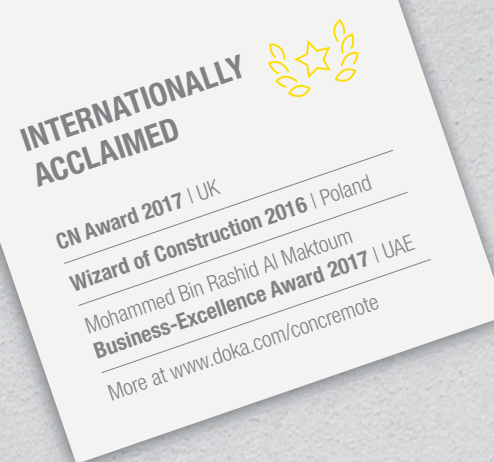 INTERNATIONALLY
ACCLAIMED
CN Award 2017 | UK
Wizard of Construction 2016 | Poland
Mohammed Bin Rashid Al Maktoum
Business-Excellence Award 2017 | UAE
More at www.doka.com/concremote